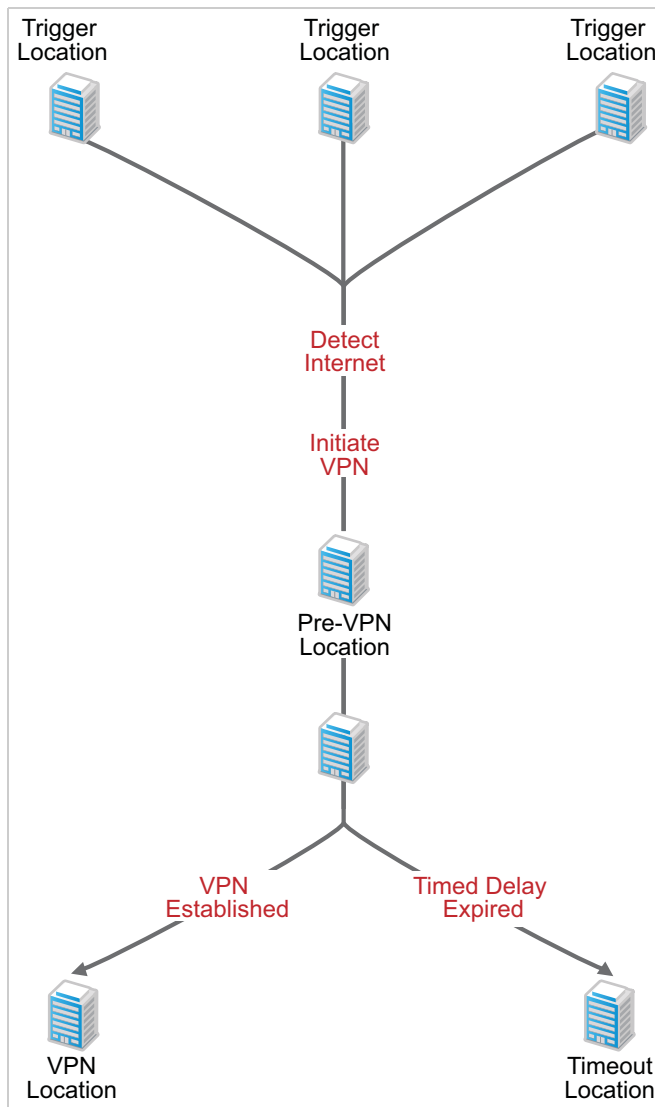 Trigger
Location
Trigger
Location
Trigger
Location
Detect
Internet
Initiate
VPN
Pre-VPN
Location
VPN
Established
Timed Delay
Expired
VPN
Location
Timeout
Location